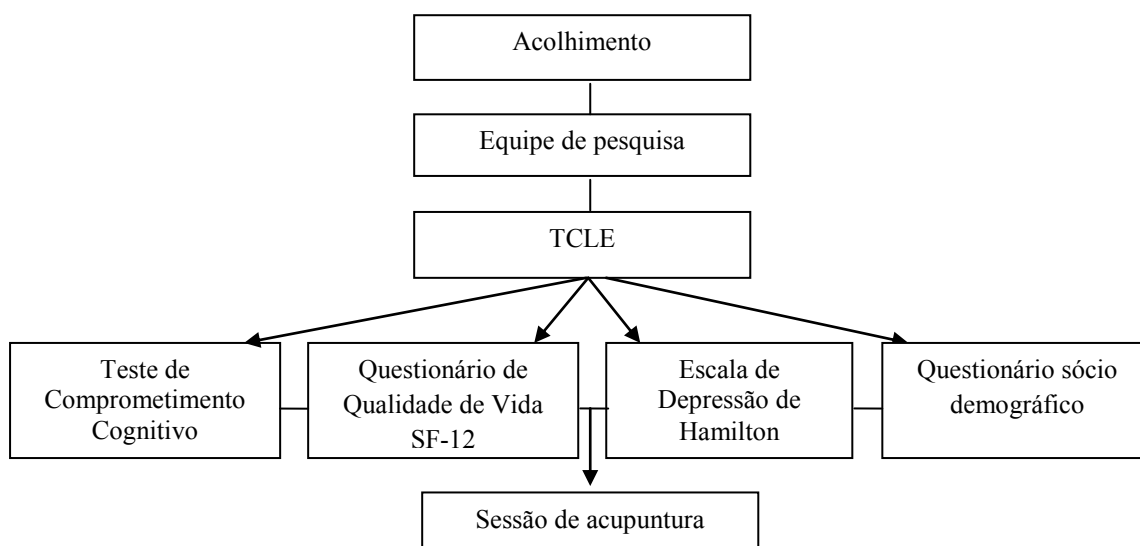 Acolhimento
Equipe de pesquisa
TCLE
Teste de
Comprometimento
Cognitivo
Questionário de
Qualidade de Vida
SF-12
Escala de
Depressão de
Hamilton
Questionário sócio
demográfico
Sessão de acupuntura